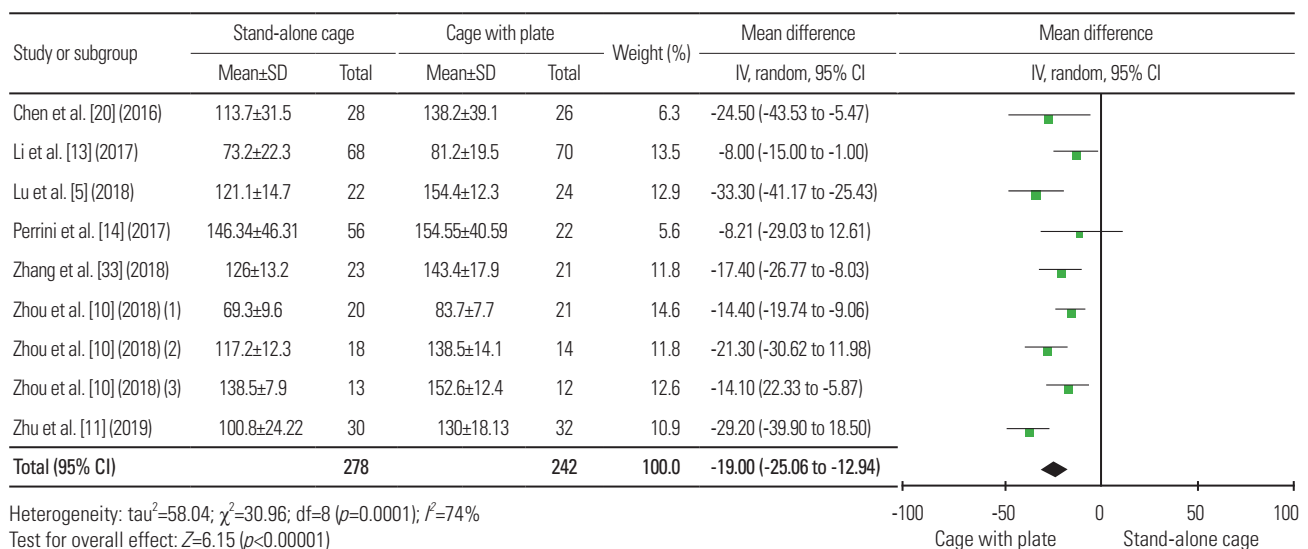 Study or subgroup Stand-alone cage Cage with plate Weight (%) Mean difference Mean difference
Mean±SD Total Mean±SD Total IV, random, 95% CI IV, random, 95% CI
Chen et al. [20] (2016) 113.7±31.5 28 138.2±39.1 26 6.3 -24.50 (-43.53 to -5.47)
Li et al. [13] (2017) 73.2±22.3 68 81.2±19.5 70 13.5 -8.00 (-15.00 to -1.00)
Lu et al. [5] (2018) 121.1±14.7 22 154.4±12.3 24 12.9 -33.30 (-41.17 to -25.43)
Perrini et al. [14] (2017) 146.34±46.31 56 154.55±40.59 22 5.6 -8.21 (-29.03 to 12.61)
Zhang et al. [33] (2018) 126±13.2 23 143.4±17.9 21 11.8 -17.40 (-26.77 to -8.03)
Zhou et al. [10] (2018) (1) 69.3±9.6 20 83.7±7.7 21 14.6 -14.40 (-19.74 to -9.06)
Zhou et al. [10] (2018) (2) 117.2±12.3 18 138.5±14.1 14 11.8 -21.30 (-30.62 to 11.98)
Zhou et al. [10] (2018) (3) 138.5±7.9 13 152.6±12.4 12 12.6 -14.10 (22.33 to -5.87)
Zhu et al. [11] (2019) 100.8±24.22 30 130±18.13 32 10.9 -29.20 (-39.90 to 18.50)
Total (95% CI) 278 242 100.0 -19.00 (-25.06 to -12.94)
Heterogeneity: tau²=58.04; χ²=30.96; df=8 (p=0.0001); I²=74%
Test for overall effect: Z=6.15 (p<0.00001)
-100 -50 0 50 100
Cage with plate Stand-alone cage